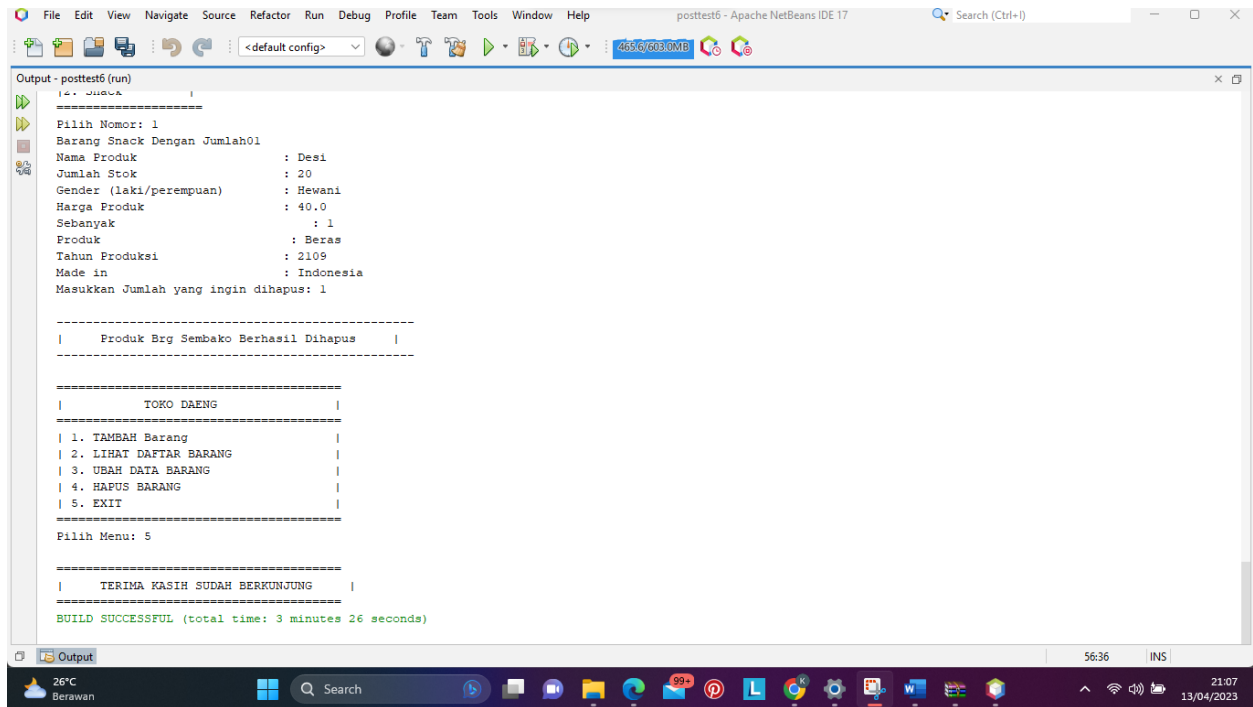 File Edit View Navigate Source Refactor Run Debug Profile Team Tools Window Help posttest6 - Apache NetBeans IDE 17 Search (Ctrl+I)
<default config> 465.6/603.0MB
Output - posttest6 (run)
|2. Snack |
====================
Pilih Nomor: 1
Barang Snack Dengan Jumlah01
Nama Produk : Desi
Jumlah Stok : 20
Gender (laki/perempuan) : Hewani
Harga Produk : 40.0
Sebanyak : 1
Produk : Beras
Tahun Produksi : 2109
Made in : Indonesia
Masukkan Jumlah yang ingin dihapus: 1
-------------------------------------------------
| Produk Brg Sembako Berhasil Dihapus |
-------------------------------------------------
=======================================
| TOKO DAENG |
=======================================
| 1. TAMBAH Barang |
| 2. LIHAT DAFTAR BARANG |
| 3. UBAH DATA BARANG |
| 4. HAPUS BARANG |
| 5. EXIT |
=======================================
Pilih Menu: 5
=======================================
| TERIMA KASIH SUDAH BERKUNJUNG |
=======================================
BUILD SUCCESSFUL (total time: 3 minutes 26 seconds)
Output 56:36 INS
26°C
Berawan
Search
99+
21:07
13/04/2023